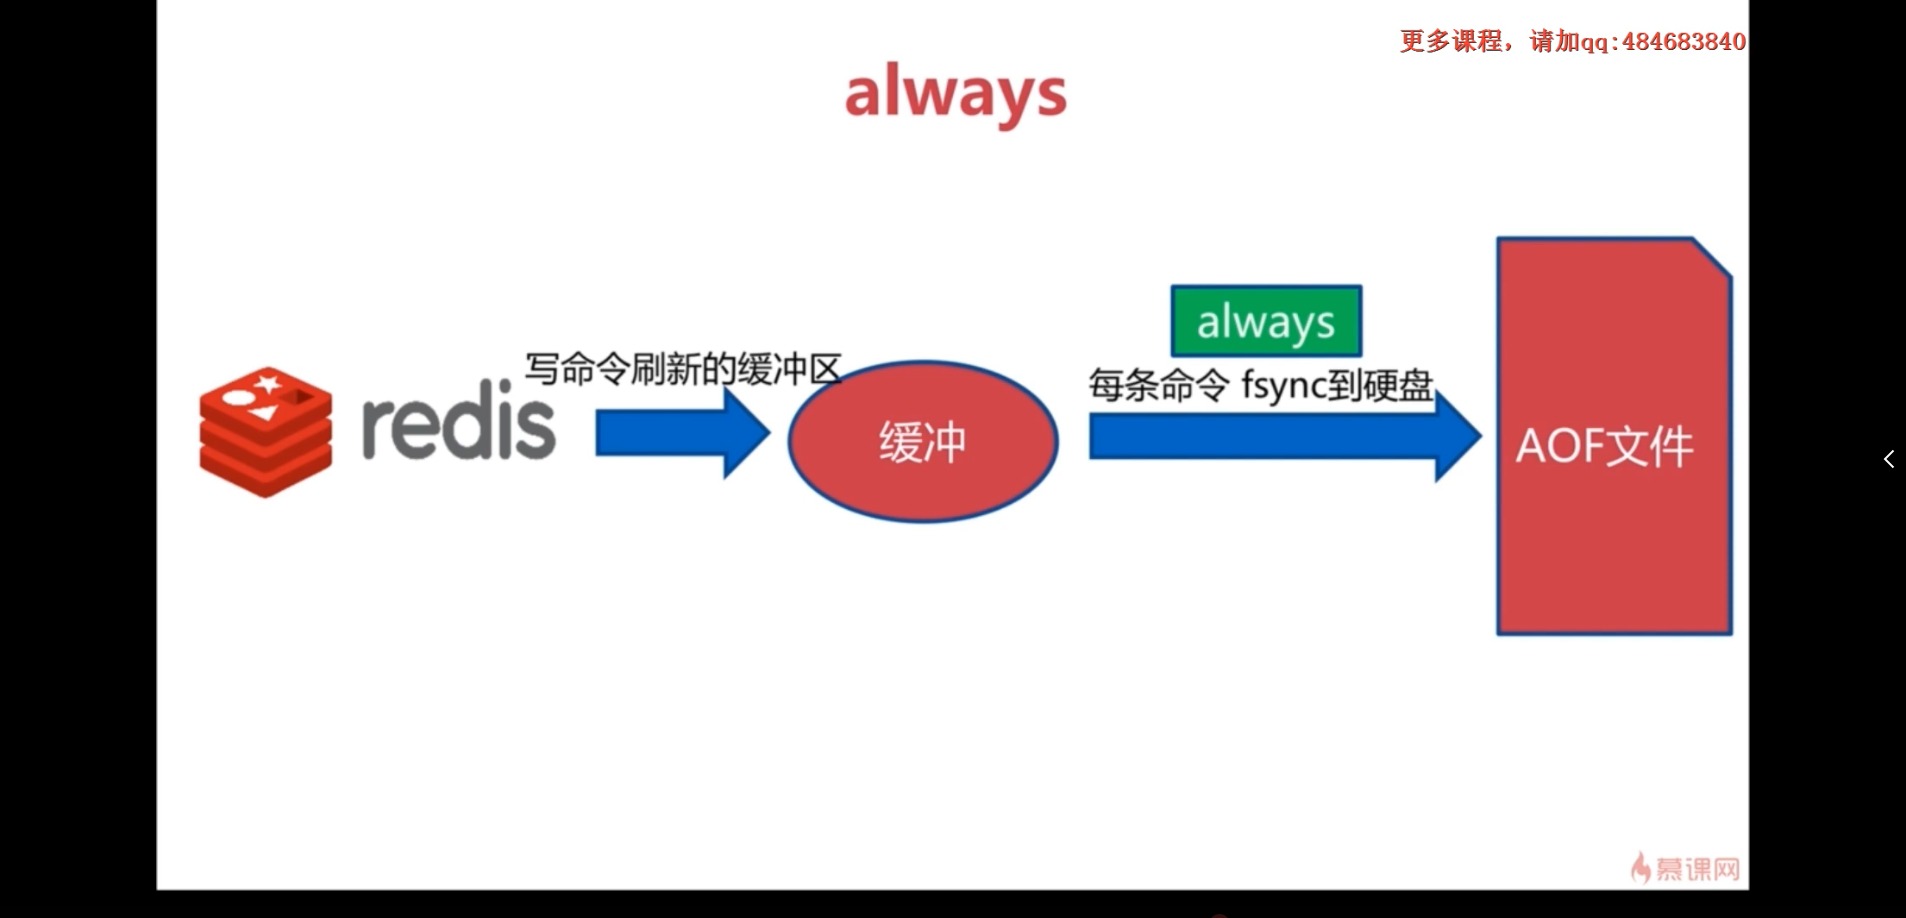 更多课程，请加qq:484683840
always
always
写命令刷新的缓冲区
每条命令 fsync到硬盘
redis
缓冲
AOF文件
慕课网